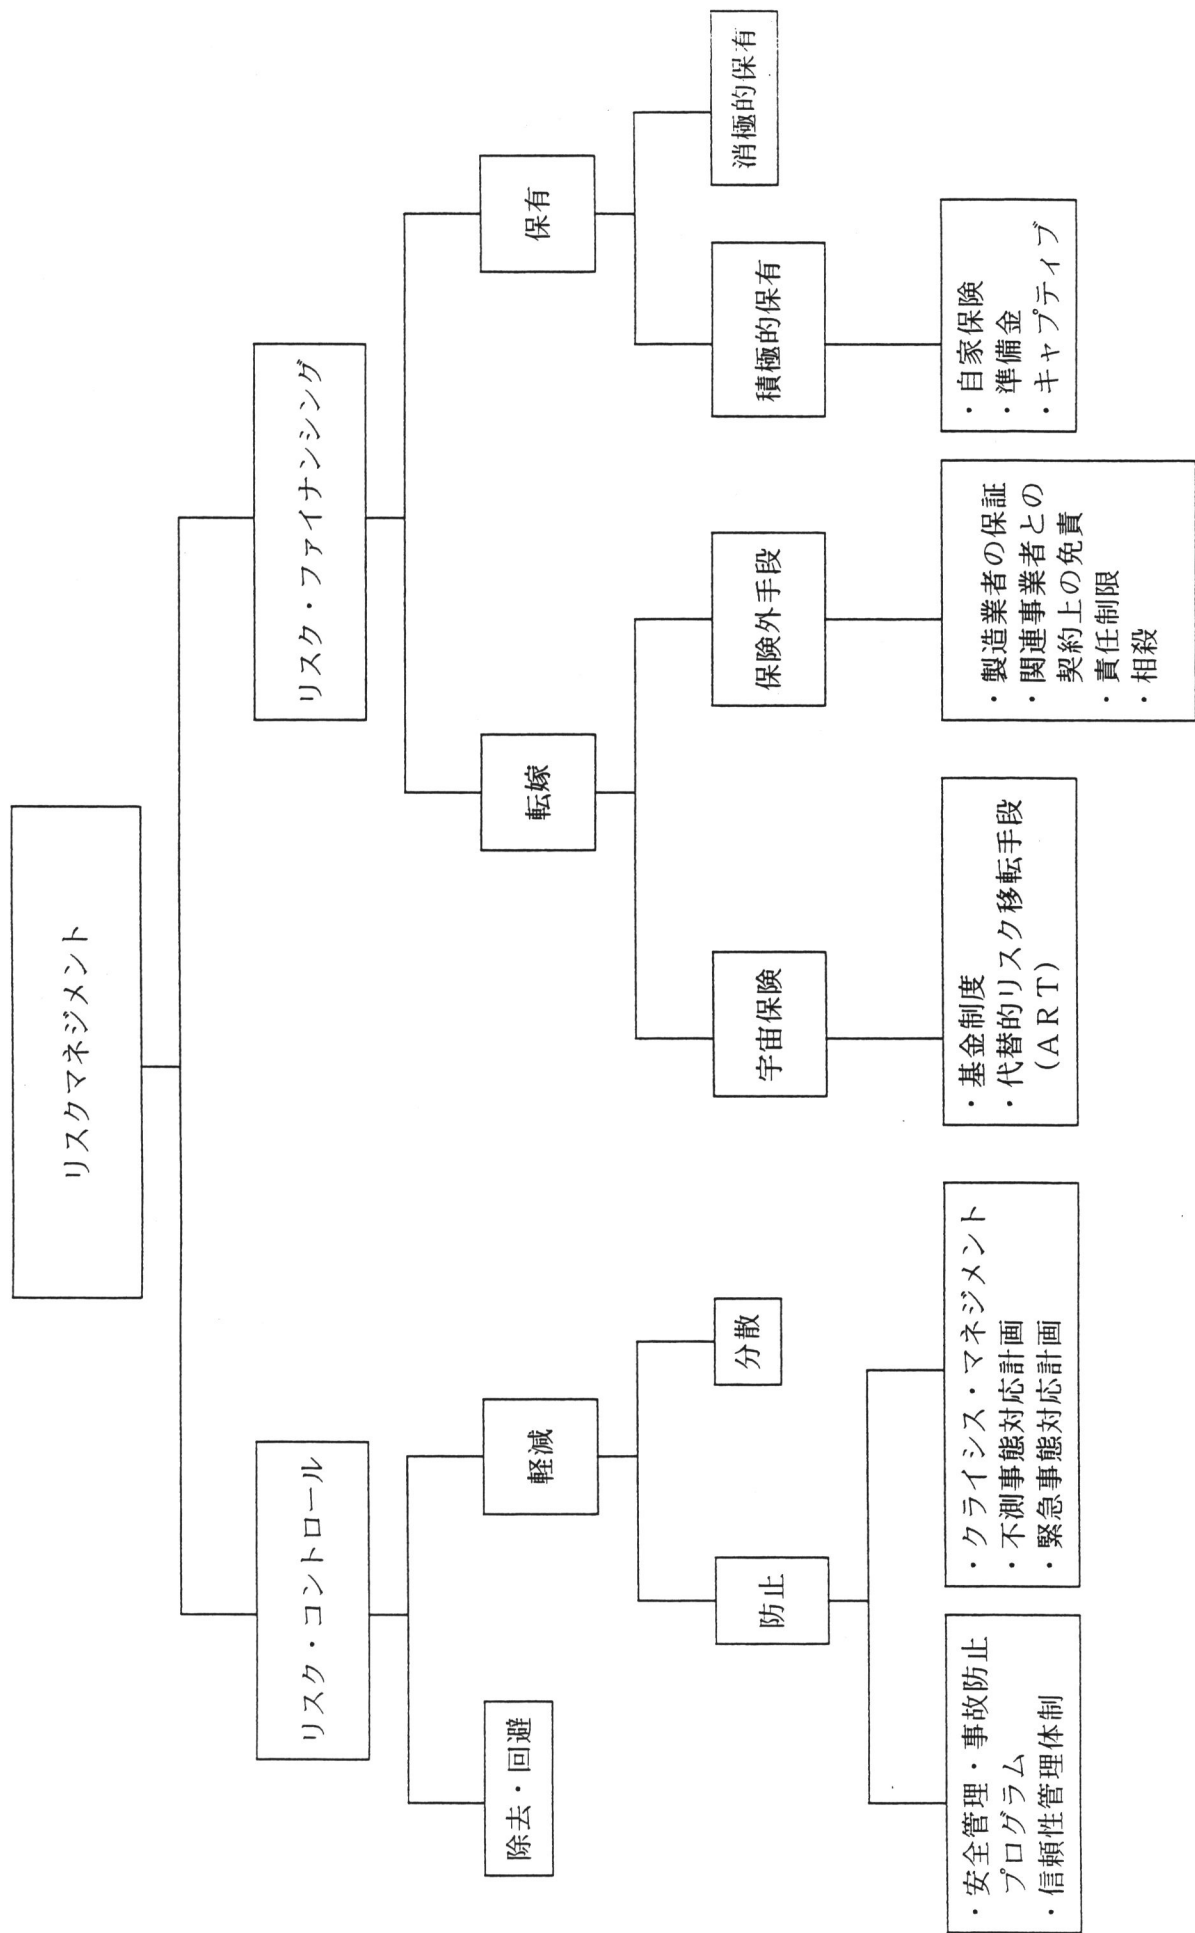 リスクマネジメント
リスク・コントロール
リスク・ファイナンシング
除去・回避
軽減
転嫁
保有
防止
分散
宇宙保険
保険外手段
積極的保有
消極的保有
・安全管理・事故防止
プログラム
・信頼性管理体制
・クライシス・マネジメント
・不測事態対応計画
・緊急事態対応計画
・基金制度
・代替的リスク移転手段
(ART)
・製造業者の保証
・関連事業者との
契約上の免責
・責任制限
・相殺
・自家保険
・準備金
・キャプティブ